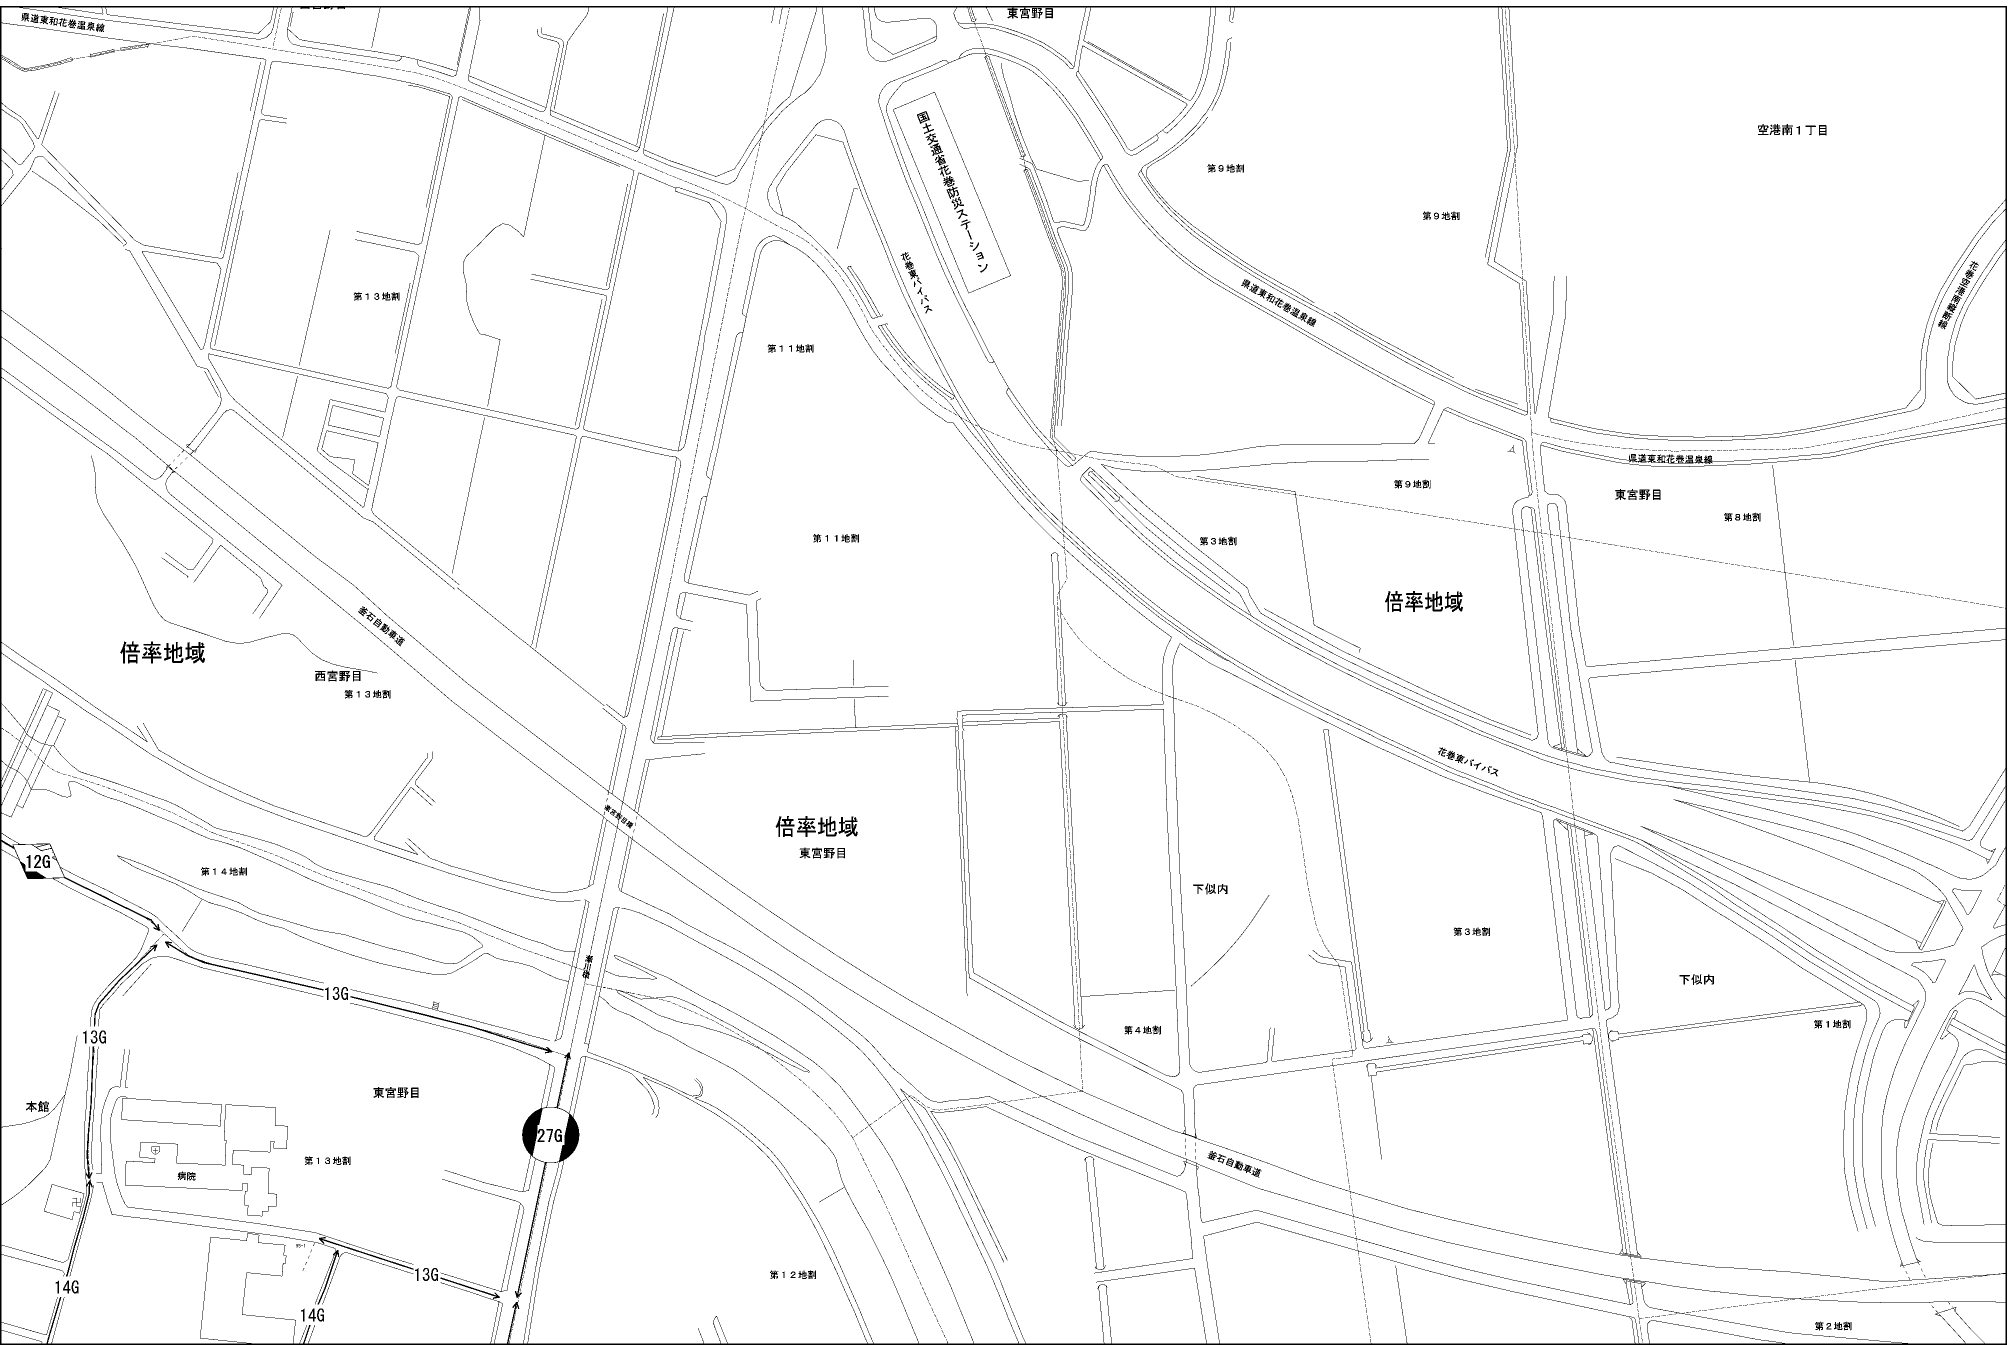 東宮野目
県道東和花巻温泉線
空港南１丁目
国土交通省花巻防災ステーション
第９地割
第９地割
花巻東バイパス
県道東和花巻温泉線
花巻空港南縦断線
第１３地割
第１１地割
県道東和花巻温泉線
第９地割
東宮野目
第８地割
第１１地割
第３地割
倍率地域
釜石自動車道
倍率地域
西宮野目
第１３地割
花巻東バイパス
倍率地域
東宮野目
12G
第１４地割
下似内
第３地割
下似内
13G
13G
第４地割
第１地割
東宮野目
本館
27G
第１３地割
病院
釜石自動車道
13G
第１２地割
14G
14G
第２地割